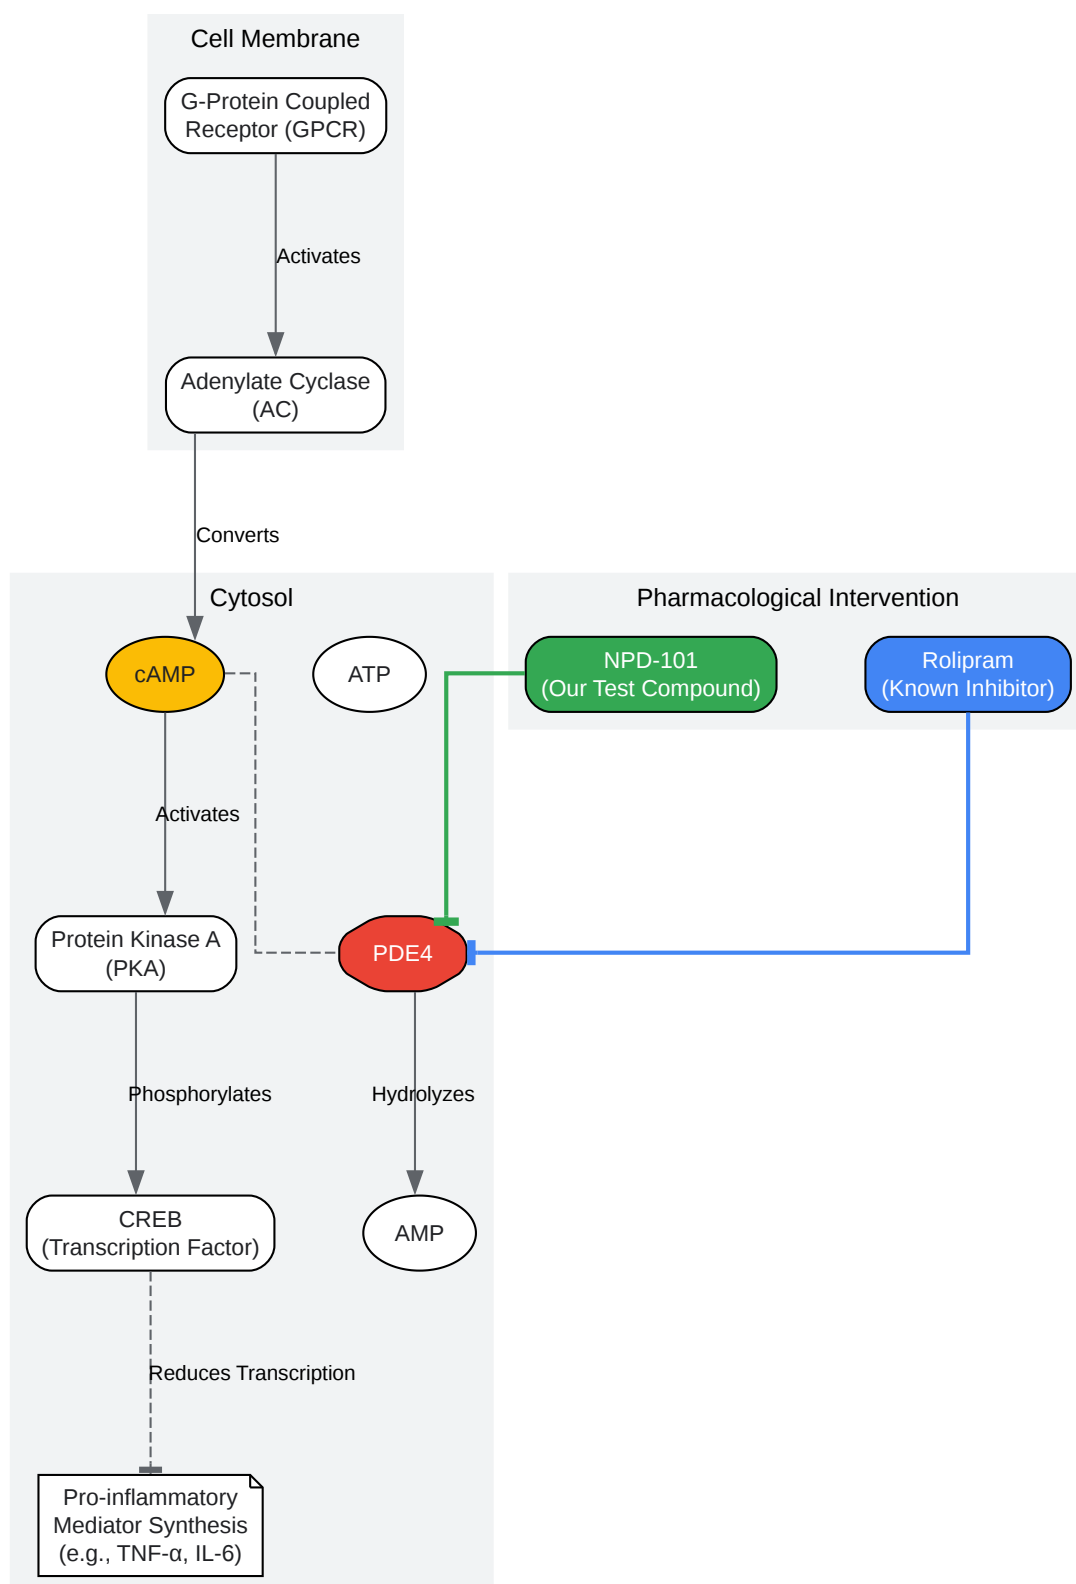 Cell Membrane
G-Protein Coupled
Receptor (GPCR)
Activates
Adenylate Cyclase
(AC)
Converts
Cytosol
Pharmacological Intervention
cAMP
ATP
NPD-101
(Our Test Compound)
Rolipram
(Known Inhibitor)
Activates
Protein Kinase A
(PKA)
PDE4
Phosphorylates
Hydrolyzes
CREB
(Transcription Factor)
AMP
Reduces Transcription
Pro-inflammatory
Mediator Synthesis
(e.g., TNF-α, IL-6)